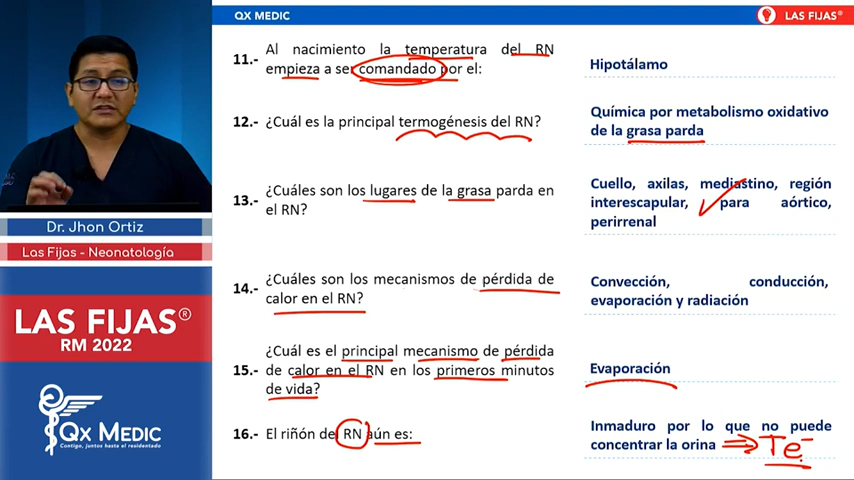 QX MEDIC
LAS FIJAS®
11.- Al nacimiento la temperatura del RN
empieza a ser comandado por el:
Hipotálamo
12.- ¿Cuál es la principal termogénesis del RN?
Química por metabolismo oxidativo
de la grasa parda
13.- ¿Cuáles son los lugares de la grasa parda en
el RN?
Cuello, axilas, mediastino, región
interescapular, para aórtico,
perirrenal
Dr. Jhon Ortiz
Las Fijas - Neonatología
14.- ¿Cuáles son los mecanismos de pérdida de
calor en el RN?
Convección, conducción,
evaporación y radiación
LAS FIJAS®
RM 2022
15.- ¿Cuál es el principal mecanismo de pérdida
de calor en el RN en los primeros minutos
de vida?
Evaporación
QX MEDIC
Contigo, juntos hasta el residentado
16.- El riñón del RN aún es:
Inmaduro por lo que no puede
concentrar la orina ⇒ Te-